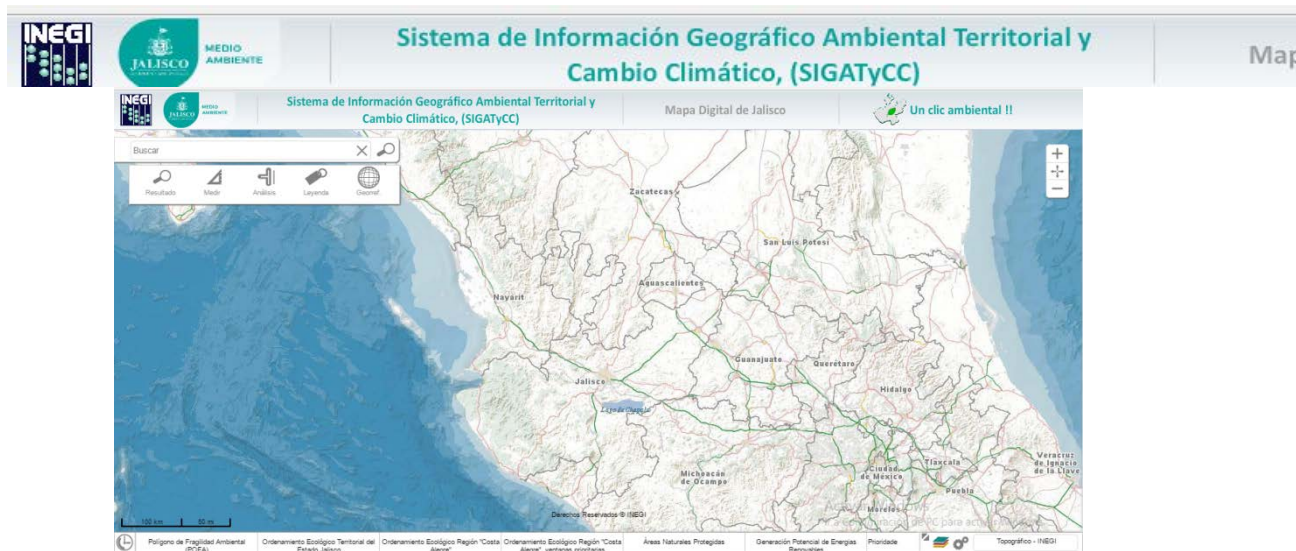 INEGI
JALISCO
MEDIO
AMBIENTE
Sistema de Información Geográfico Ambiental Territorial y
Cambio Climático, (SIGATyCC)
Map
INEGI
JALISCO
MEDIO
AMBIENTE
Sistema de Información Geográfico Ambiental Territorial y
Cambio Climático, (SIGATyCC)
Mapa Digital de Jalisco
Un clic ambiental !!
Buscar
Resultado Medir Análisis Leyenda Georref.
Zacatecas
San Luis Potosí
Aguascalientes
Nayarit
Guanajuato
Querétaro
Hidalgo
Jalisco
Lago de Chapala
Michoacán
de Ocampo
Ciudad
de México
Tlaxcala
Veracruz
de Ignacio
de la Llave
Puebla
Morelos
Derechos Reservados © INEGI
100 km 50 mi
Polígono de Fragilidad Ambiental
(POFA)
Ordenamiento Ecológico Territorial del
Estado Jalisco
Ordenamiento Ecológico Región "Costa
Alegre"
Ordenamiento Ecológico Región "Costa
Alegre", ventanas prioritarias
Áreas Naturales Protegidas
Generación Potencial de Energías
Renovables
Prioridade
Topográfico - INEGI